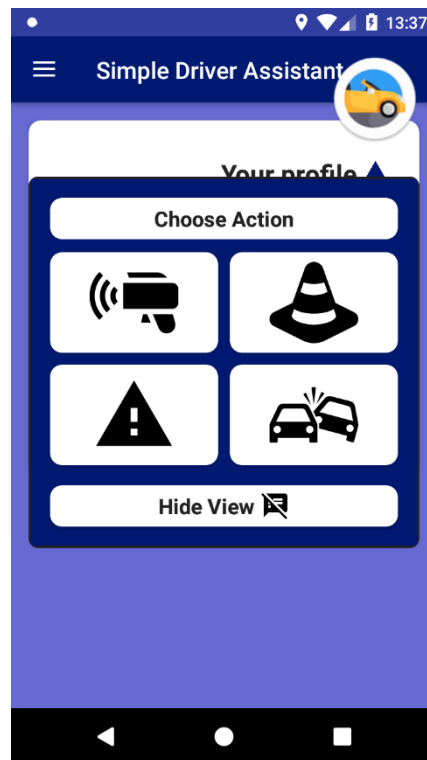 13:37
Simple Driver Assistant
Your profile
Choose Action
Hide View